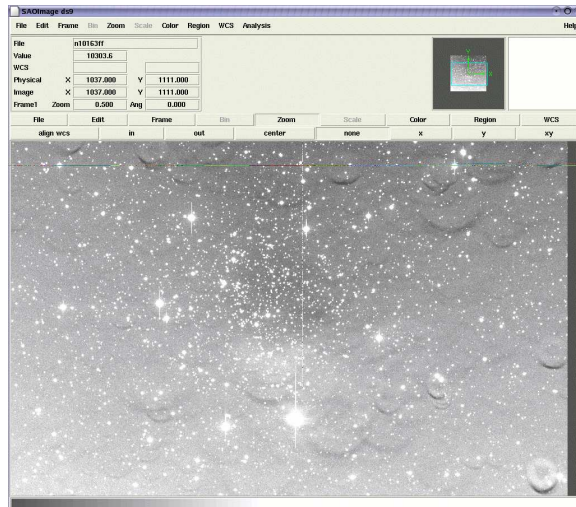 SAOImage ds9
File Edit Frame Bin Zoom Scale Color Region WCS Analysis Help
File n10163ff
Value 10303.6
WCS
Physical X 1037.000 Y 1111.000
Image X 1037.000 Y 1111.000
Frame1 Zoom 0.500 Ang 0.000
File Edit Frame Bin Zoom Scale Color Region WCS
align wcs in out center none x y xy